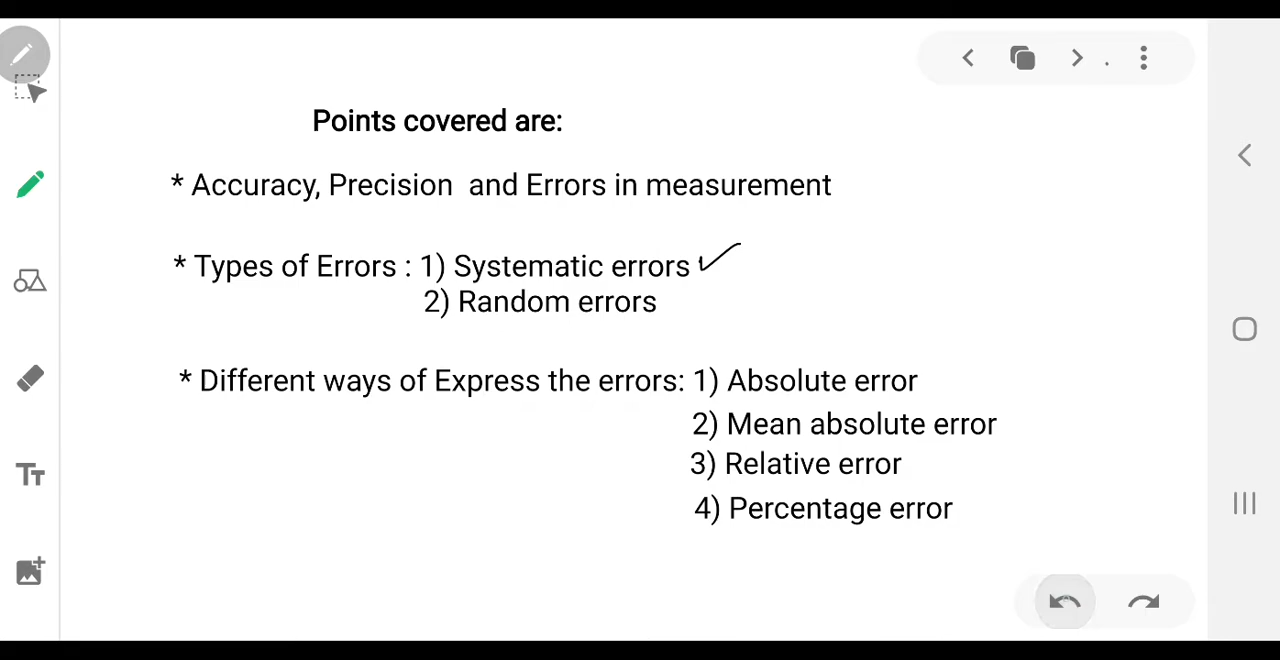 Points covered are:
* Accuracy, Precision and Errors in measurement
* Types of Errors : 1) Systematic errors
2) Random errors
* Different ways of Express the errors: 1) Absolute error
2) Mean absolute error
3) Relative error
4) Percentage error